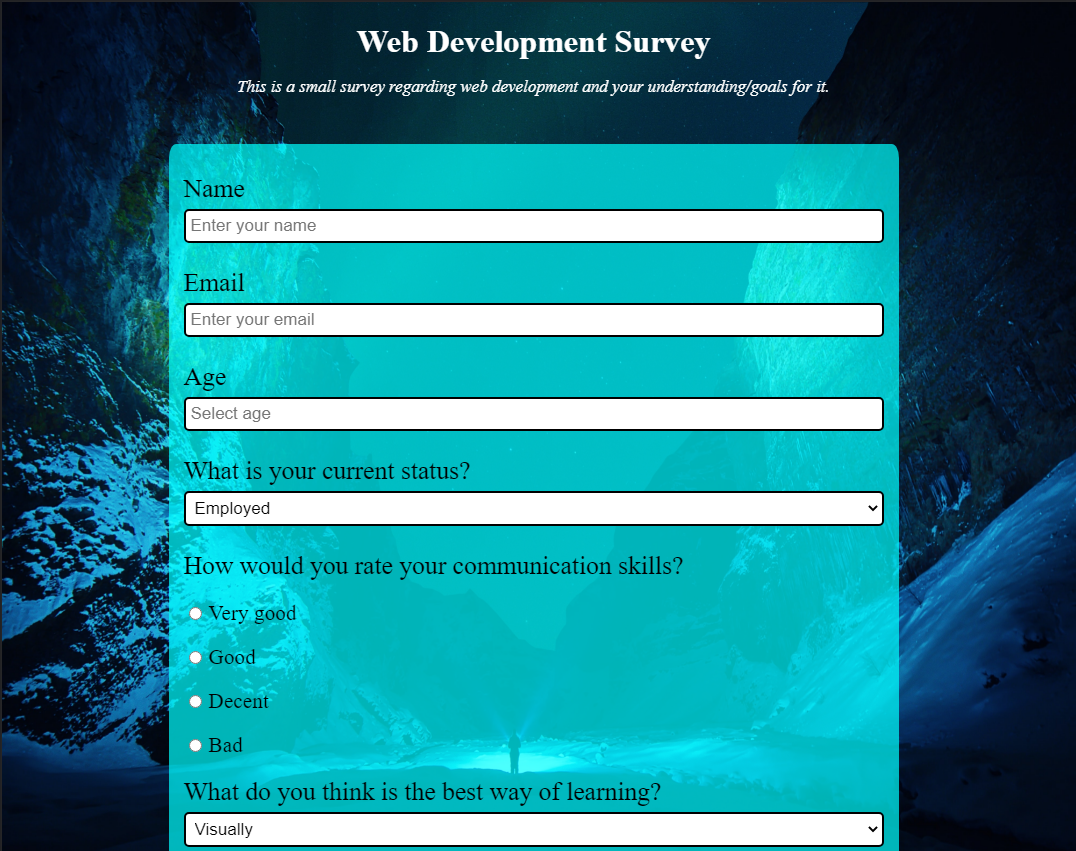 Web Development Survey
This is a small survey regarding web development and your understanding/goals for it.
Name
Enter your name
Email
Enter your email
Age
Select age
What is your current status?
Employed
How would you rate your communication skills?
Very good
Good
Decent
Bad
What do you think is the best way of learning?
Visually